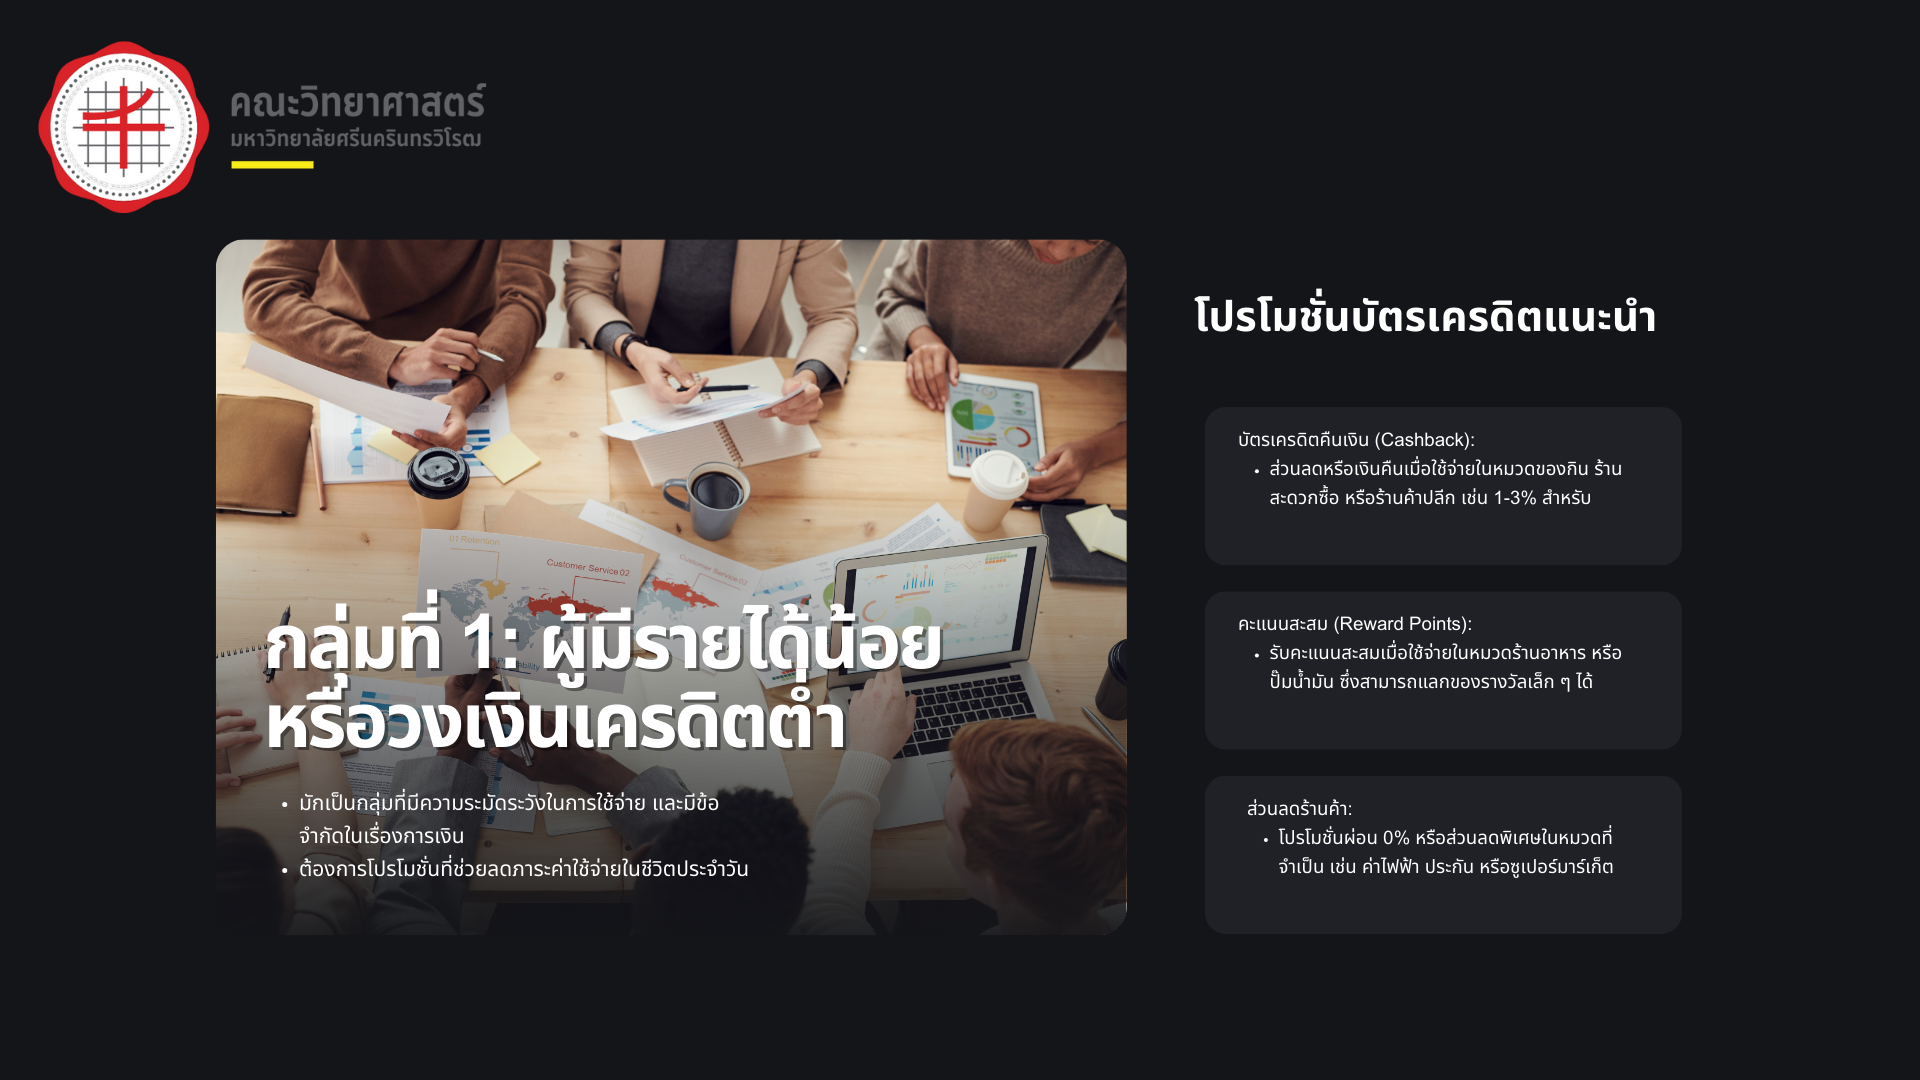 คณะวิทยาศาสตร์
มหาวิทยาลัยศรีนครินทรวิโรฒ
01 Retention
Customer Service 02
Customer Service 02
กลุ่มที่ 1: ผู้มีรายได้น้อย
หรือวงเงินเครดิตต่ำ
• มักเป็นกลุ่มที่มีความระมัดระวังในการใช้จ่าย และมีข้อ
จำกัดในเรื่องการเงิน
• ต้องการโปรโมชั่นที่ช่วยลดภาระค่าใช้จ่ายในชีวิตประจำวัน
โปรโมชั่นบัตรเครดิตแนะนำ
บัตรเครดิตคืนเงิน (Cashback):
• ส่วนลดหรือเงินคืนเมื่อใช้จ่ายในหมวดของกิน ร้าน
สะดวกซื้อ หรือร้านค้าปลีก เช่น 1-3% สำหรับ
คะแนนสะสม (Reward Points):
• รับคะแนนสะสมเมื่อใช้จ่ายในหมวดร้านอาหาร หรือ
ปั๊มน้ำมัน ซึ่งสามารถแลกของรางวัลเล็ก ๆ ได้
ส่วนลดร้านค้า:
• โปรโมชั่นผ่อน 0% หรือส่วนลดพิเศษในหมวดที่
จำเป็น เช่น ค่าไฟฟ้า ประกัน หรือซูเปอร์มาร์เก็ต